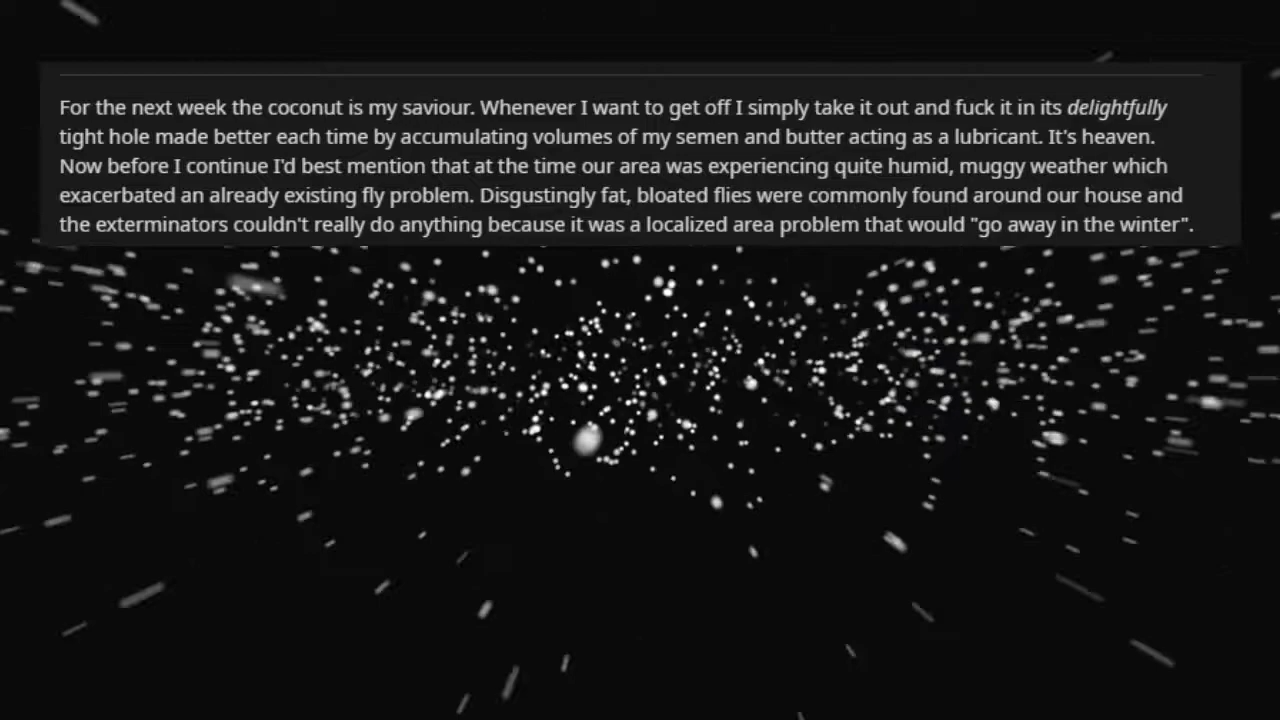 For the next week the coconut is my saviour. Whenever I want to get off I simply take it out and fuck it in its delightfully
tight hole made better each time by accumulating volumes of my semen and butter acting as a lubricant. It's heaven.
Now before I continue I'd best mention that at the time our area was experiencing quite humid, muggy weather which
exacerbated an already existing fly problem. Disgustingly fat, bloated flies were commonly found around our house and
the exterminators couldn't really do anything because it was a localized area problem that would "go away in the winter".